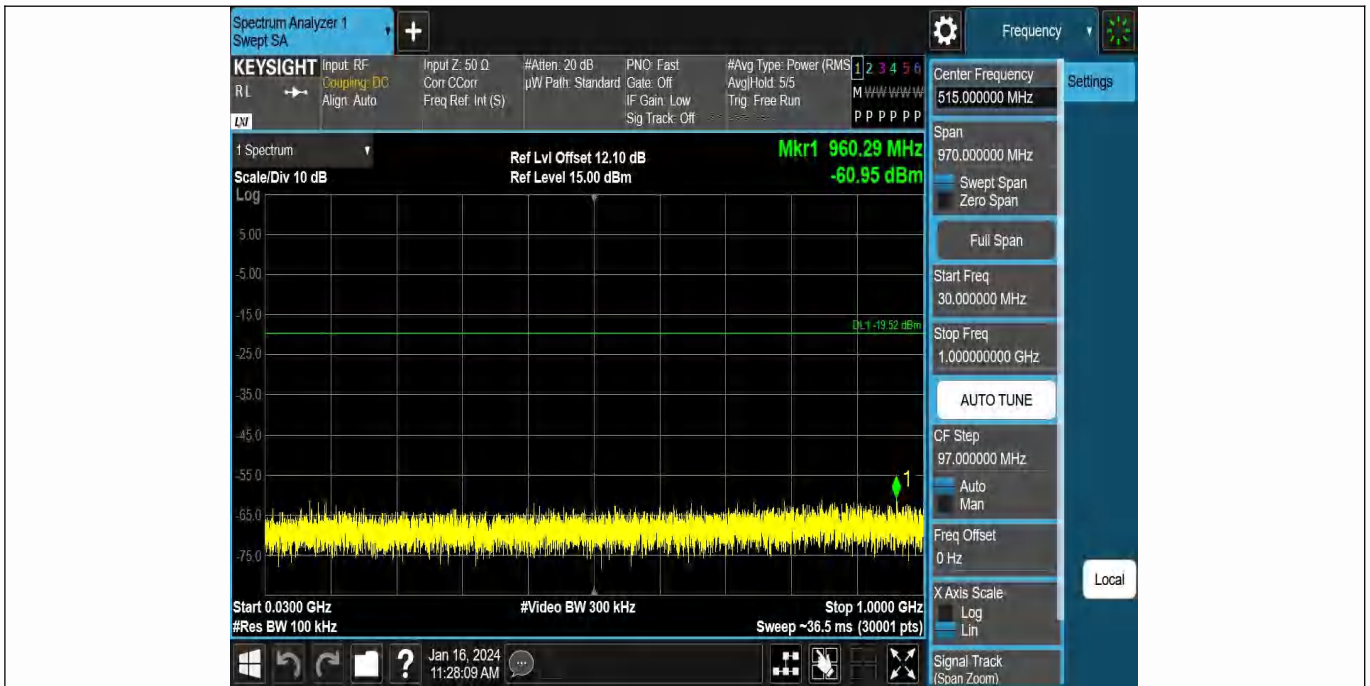 Spectrum Analyzer 1
Swept SA
+
Frequency
KEYSIGHT
RL
LXI
Input: RF
Coupling: DC
Align: Auto
Input Z: 50 Ω
Corr CCorr
Freq Ref: Int (S)
#Atten: 20 dB
µW Path: Standard
PNO: Fast
Gate: Off
IF Gain: Low
Sig Track: Off
#Avg Type: Power (RMS
Avg|Hold: 5/5
Trig: Free Run
1 2 3 4 5 6
M W W W W W
P P P P P P
1 Spectrum
Scale/Div 10 dB
Log
Ref Lvl Offset 12.10 dB
Ref Level 15.00 dBm
Mkr1 960.29 MHz
-60.95 dBm
5.00
-5.00
-15.0
DL1 -19.52 dBm
-25.0
-35.0
-45.0
-55.0
1
-65.0
-75.0
Start 0.0300 GHz
#Res BW 100 kHz
#Video BW 300 kHz
Stop 1.0000 GHz
Sweep ~36.5 ms (30001 pts)
?
Jan 16, 2024
11:28:09 AM
Center Frequency
515.000000 MHz
Settings
Span
970.000000 MHz
Swept Span
Zero Span
Full Span
Start Freq
30.000000 MHz
Stop Freq
1.000000000 GHz
AUTO TUNE
CF Step
97.000000 MHz
Auto
Man
Freq Offset
0 Hz
X Axis Scale
Log
Lin
Signal Track
(Span Zoom)
Local